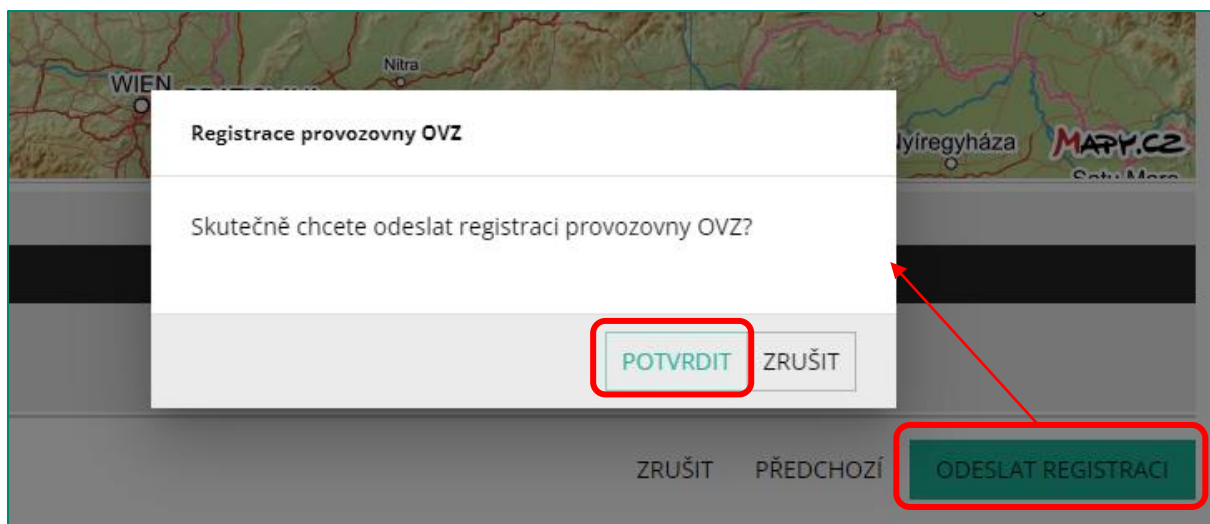 Nitra
WIEN
Nyíregyháza
MAPY.CZ
Registrace provozovny OVZ
Skutečně chcete odeslat registraci provozovny OVZ?
POTVRDIT
ZRUŠIT
ZRUŠIT
PŘEDCHOZÍ
ODESLAT REGISTRACI